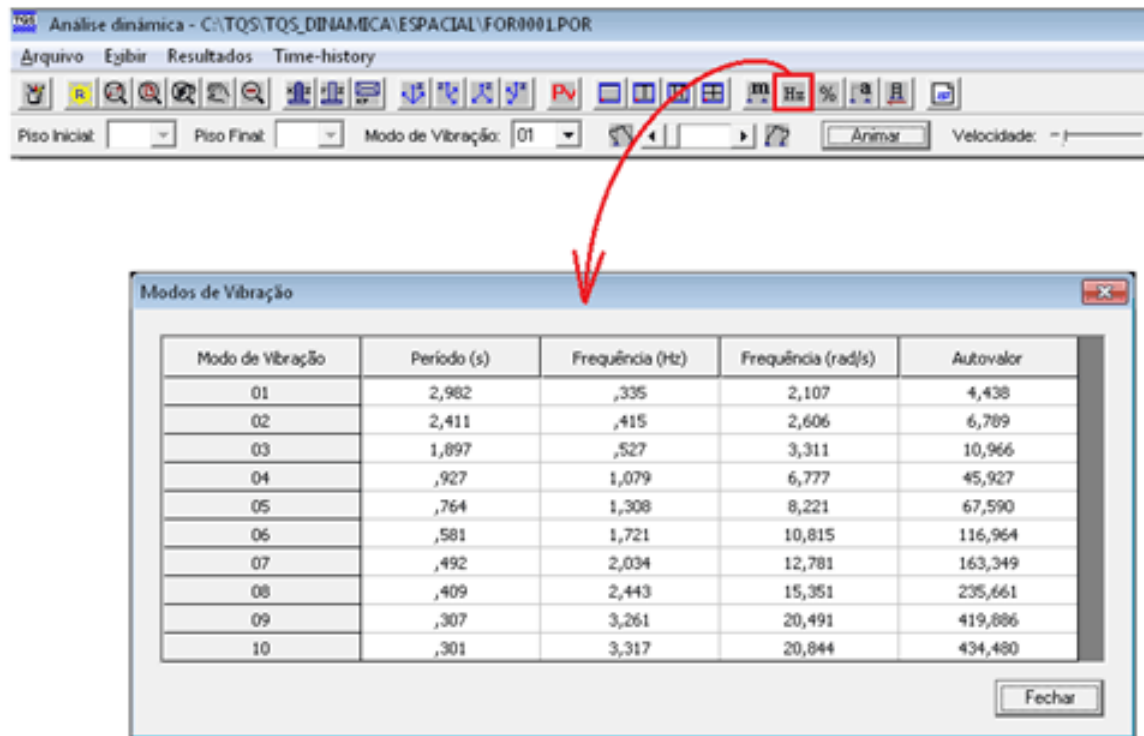 TQS Análise dinâmica - C:\TQS\TQS_DINAMICA\ESPACIAL\FOR0001.POR
Arquivo Exibir Resultados Time-history
R Pv m Hz % a
Piso Inicial: Piso Final: Modo de Vibração: 01 Animar Velocidade:
Modos de Vibração
Modo de Vibração Período (s) Frequência (Hz) Frequência (rad/s) Autovalor
01 2,982 ,335 2,107 4,438
02 2,411 ,415 2,606 6,789
03 1,897 ,527 3,311 10,966
04 ,927 1,079 6,777 45,927
05 ,764 1,308 8,221 67,590
06 ,581 1,721 10,815 116,964
07 ,492 2,034 12,781 163,349
08 ,409 2,443 15,351 235,661
09 ,307 3,261 20,491 419,886
10 ,301 3,317 20,844 434,480
Fechar